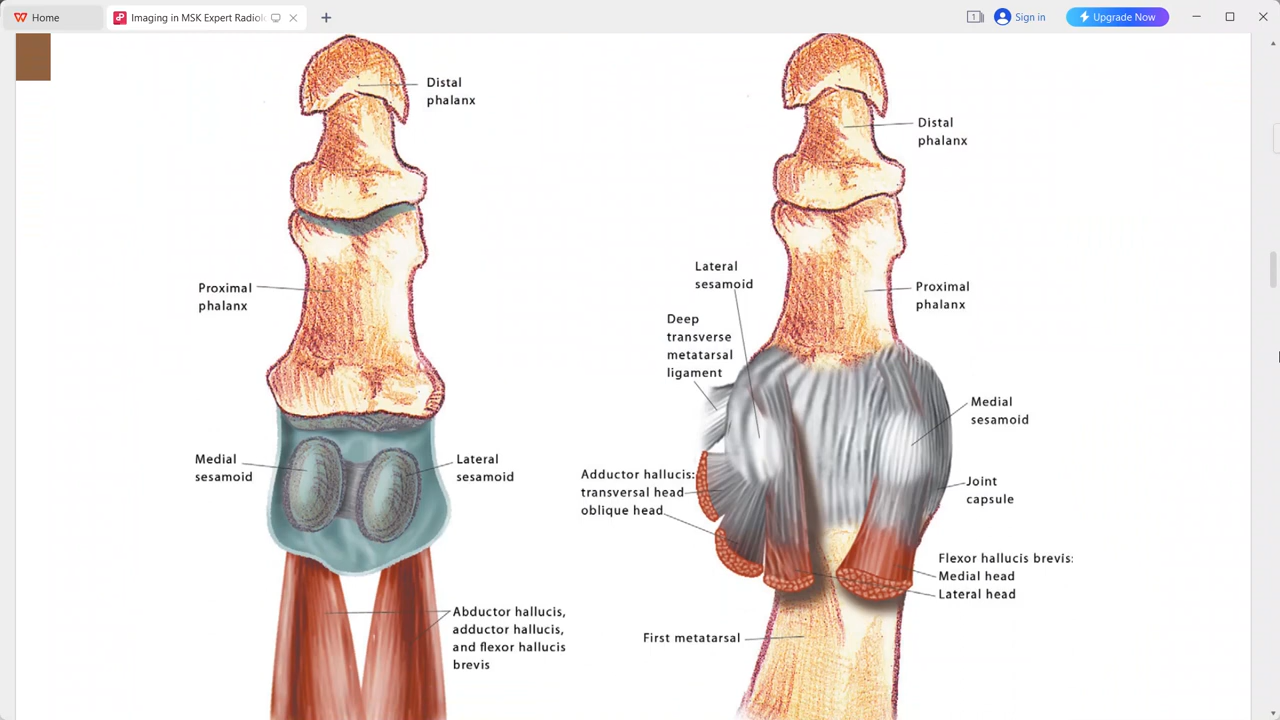 Home
Imaging in MSK Expert Radiol
1
Sign in
Upgrade Now
Distal
phalanx
Proximal
phalanx
Medial
sesamoid
Lateral
sesamoid
Abductor hallucis,
adductor hallucis,
and flexor hallucis
brevis
Distal
phalanx
Lateral
sesamoid
Proximal
phalanx
Deep
transverse
metatarsal
ligament
Medial
sesamoid
Adductor hallucis:
transversal head
oblique head
Joint
capsule
Flexor hallucis brevis:
Medial head
Lateral head
First metatarsal